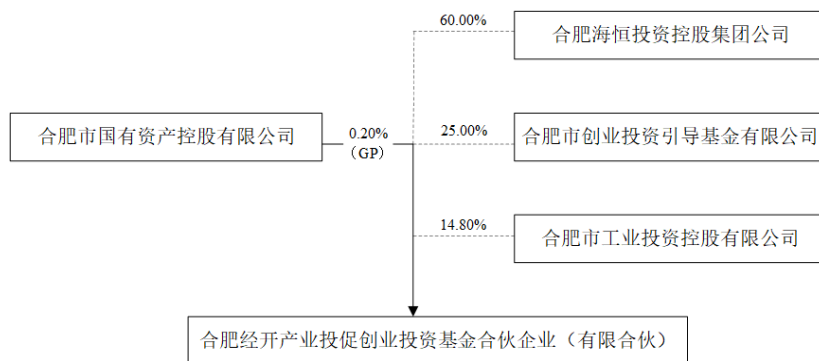 60.00%
合肥海恒投资控股集团公司
合肥市国有资产控股有限公司
0.20%
（GP）
25.00%
合肥市创业投资引导基金有限公司
14.80%
合肥市工业投资控股有限公司
合肥经开产业投促创业投资基金合伙企业（有限合伙）